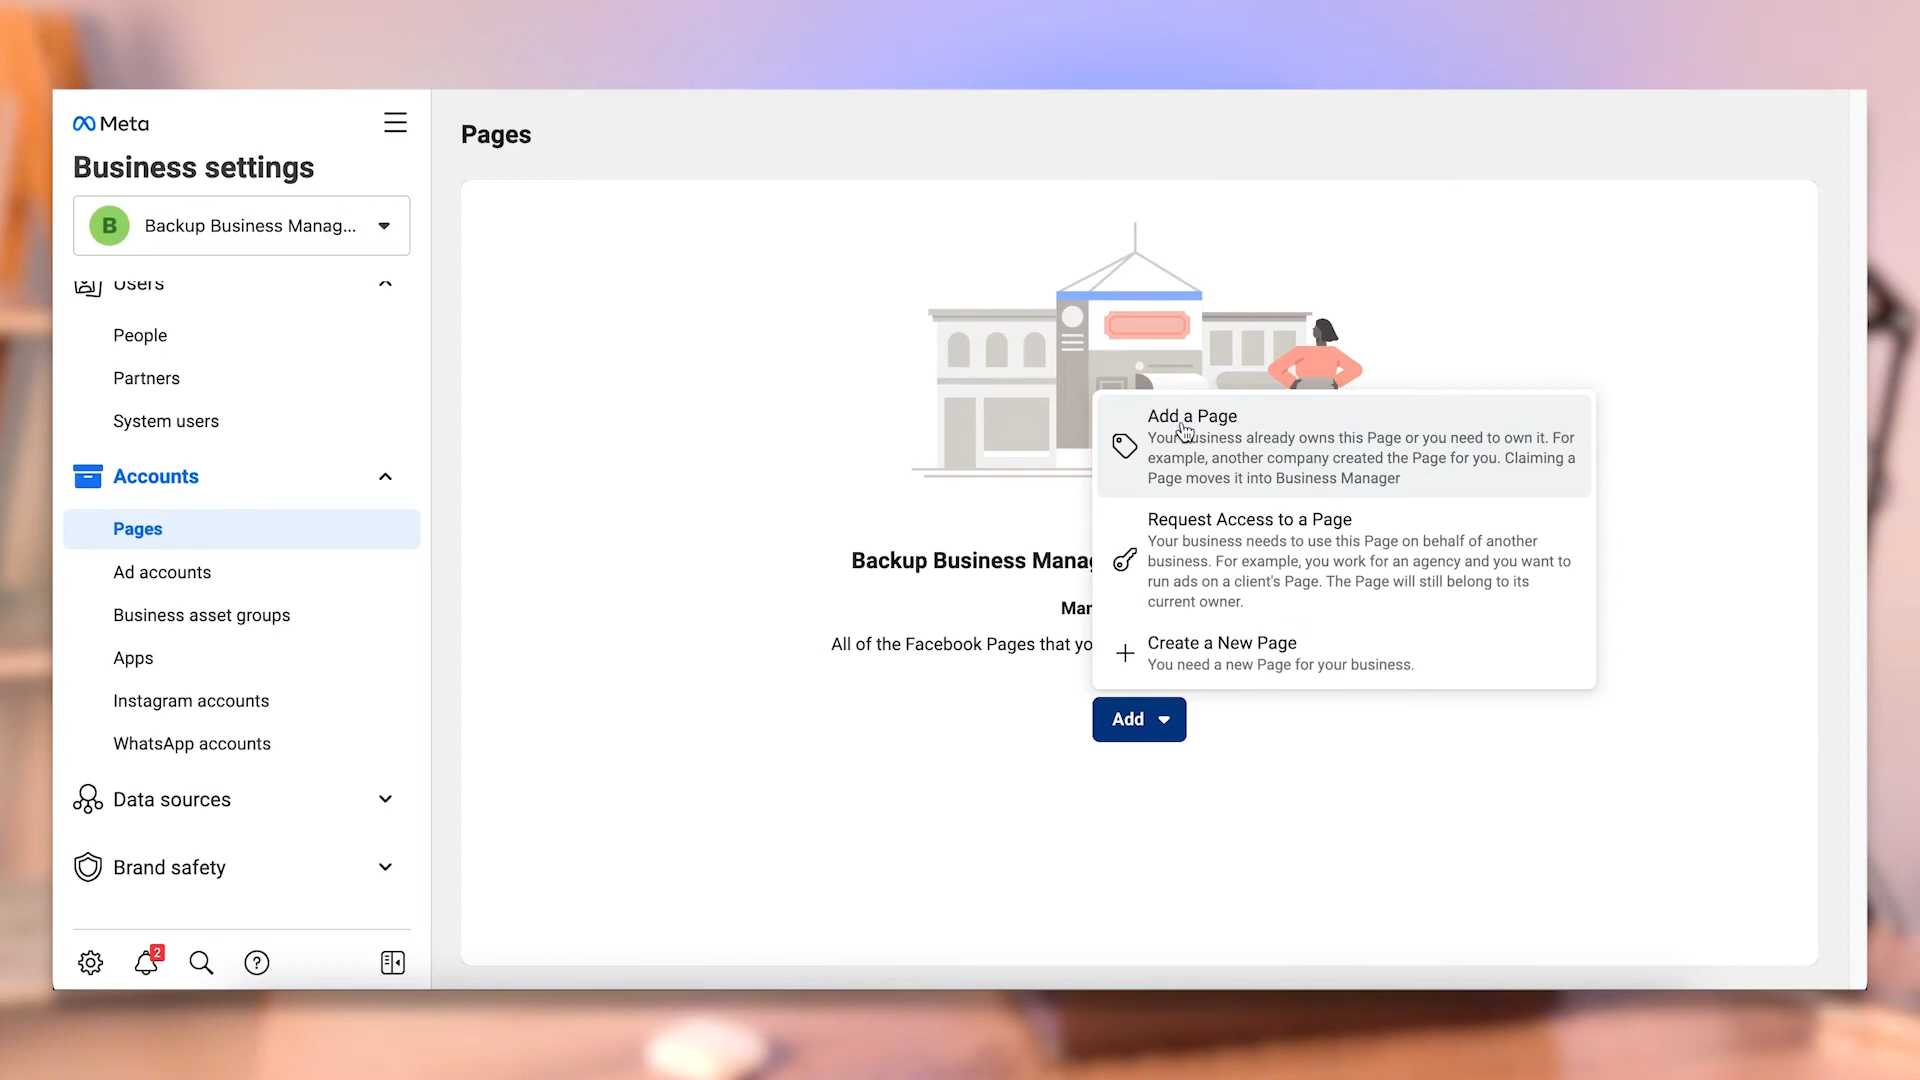 Meta
Business settings
B
Backup Business Manag...
Users
People
Partners
System users
Accounts
Pages
Ad accounts
Business asset groups
Apps
Instagram accounts
WhatsApp accounts
Data sources
Brand safety
2
Pages
Add a Page
Your business already owns this Page or you need to own it. For
example, another company created the Page for you. Claiming a
Page moves it into Business Manager
Request Access to a Page
Your business needs to use this Page on behalf of another
business. For example, you work for an agency and you want to
run ads on a client's Page. The Page will still belong to its
current owner.
Create a New Page
You need a new Page for your business.
Backup Business Mana
All of the Facebook Pages that yo
Add